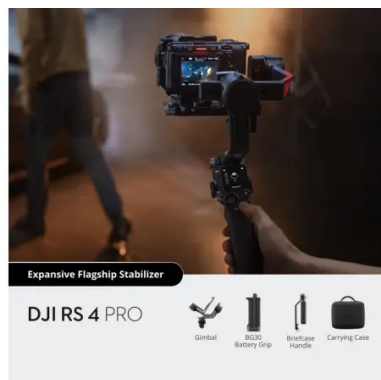 Expansive Flagship Stabilizer
DJI RS 4 PRO
Gimbal
BG30
Battery Grip
Briefcase
Handle
Carrying Case